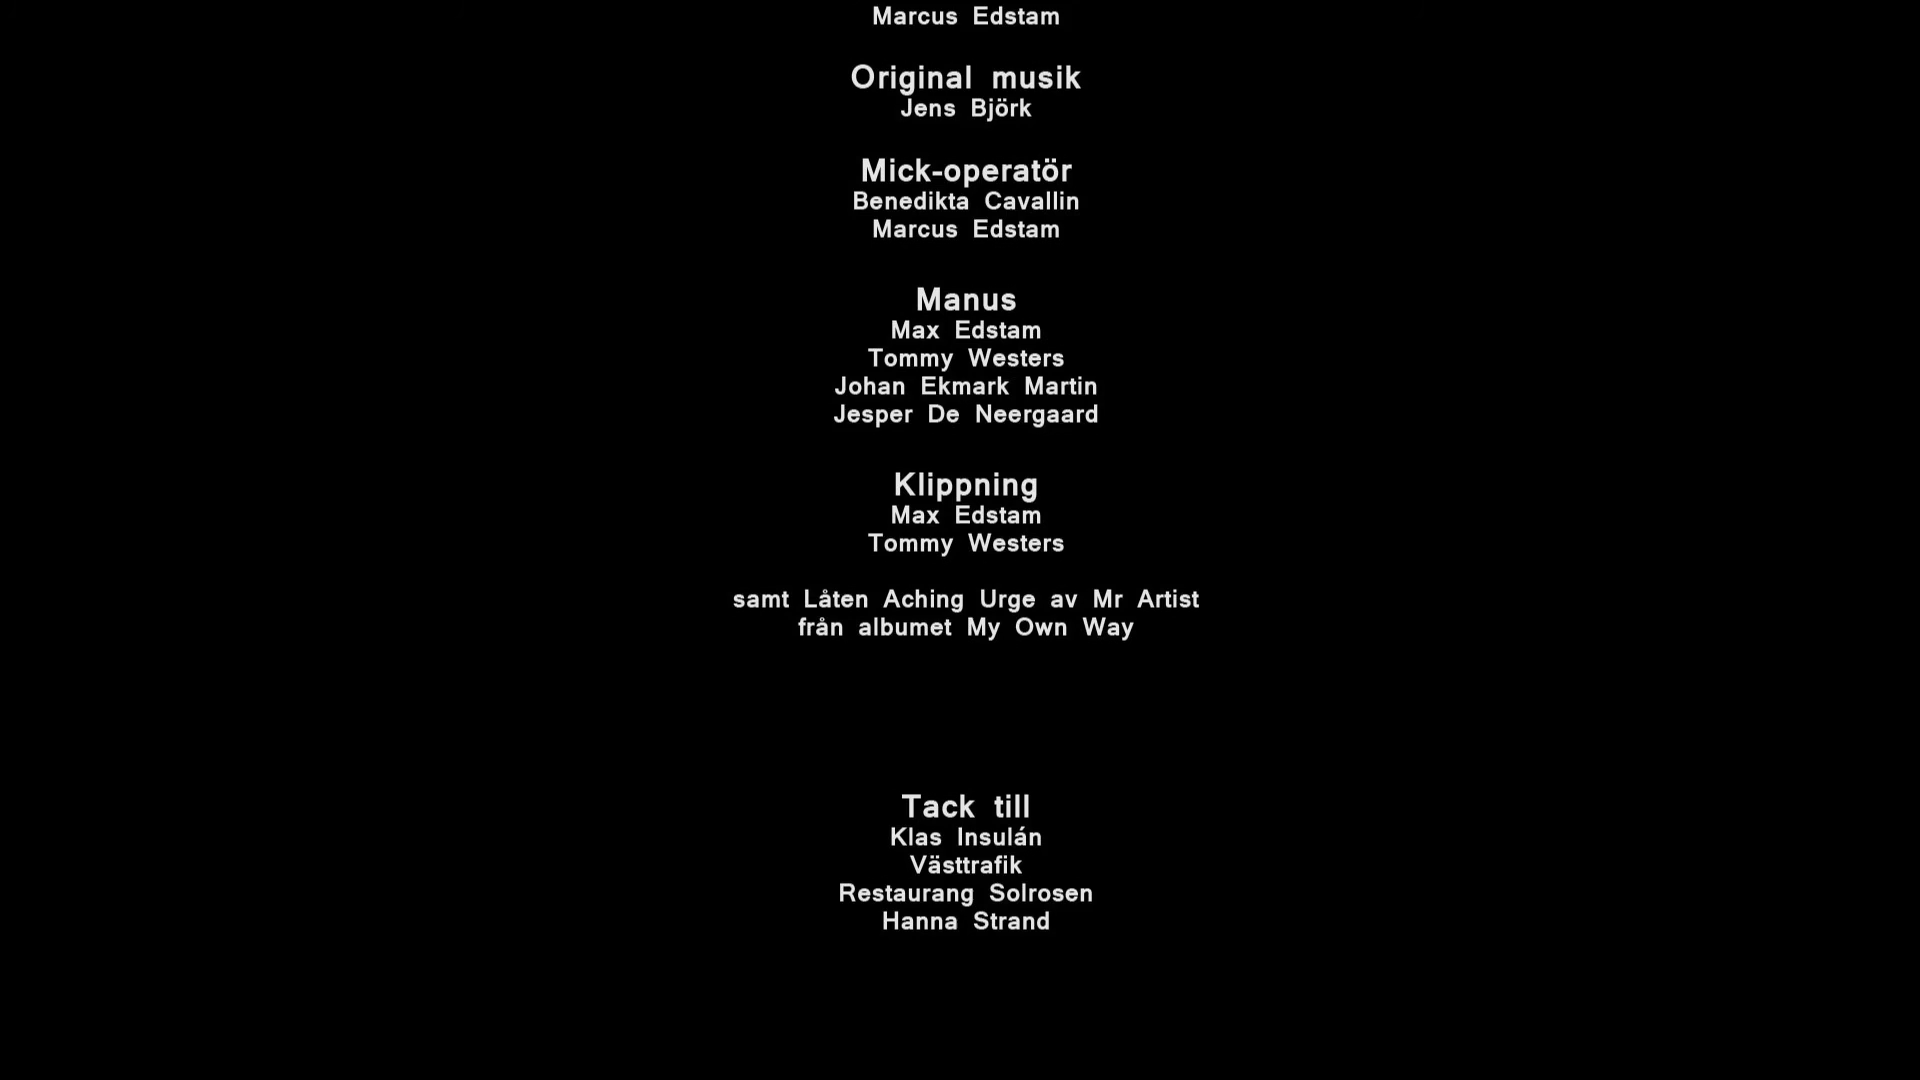 Marcus Edstam
Original musik
Jens Björk
Mick-operatör
Benedikta Cavallin
Marcus Edstam
Manus
Max Edstam
Tommy Westers
Johan Ekmark Martin
Jesper De Neergaard
Klippning
Max Edstam
Tommy Westers
samt Låten Aching Urge av Mr Artist
från albumet My Own Way
Tack till
Klas Insulán
Västtrafik
Restaurang Solrosen
Hanna Strand